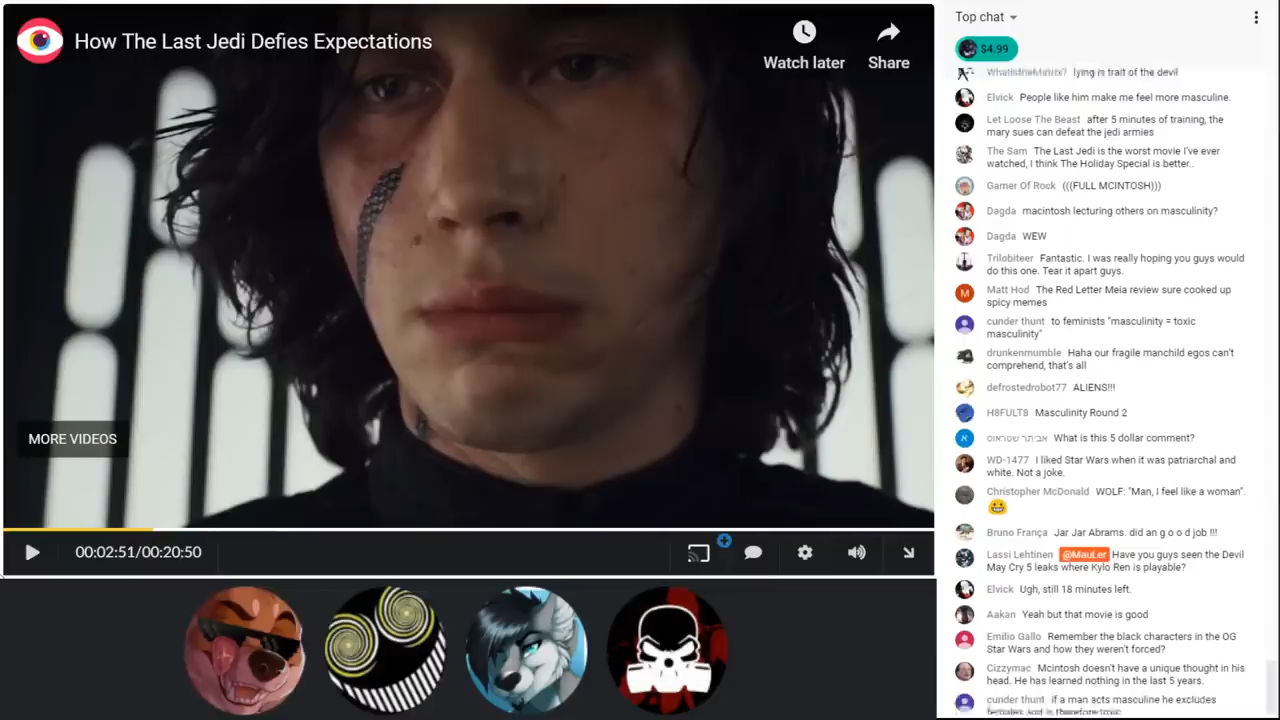 How The Last Jedi Defies Expectations
Watch later
Share
MORE VIDEOS
00:02:51/00:20:50
Top chat
$4.99
WhatIstheMatrix? lying is trait of the devil
Elvick People like him make me feel more masculine.
Let Loose The Beast after 5 minutes of training, the
mary sues can defeat the jedi armies
The Sam The Last Jedi is the worst movie I've ever
watched, I think The Holiday Special is better..
Gamer Of Rock (((FULL MCINTOSH)))
Dagda macintosh lecturing others on masculinity?
Dagda WEW
Trilobiteer Fantastic. I was really hoping you guys would
do this one. Tear it apart guys.
M
Matt Hod The Red Letter Meia review sure cooked up
spicy memes
cunder thunt to feminists "masculinity = toxic
masculinity"
drunkenmumble Haha our fragile manchild egos can't
comprehend, that's all
defrostedrobot77 ALIENS!!!
H8FULT8 Masculinity Round 2
א
אביתר שטראוס What is this 5 dollar comment?
WD-1477 I liked Star Wars when it was patriarchal and
white. Not a joke.
Christopher McDonald WOLF: "Man, I feel like a woman".
Bruno França Jar Jar Abrams. did an g o o d job !!!
Lassi Lehtinen @MauLer Have you guys seen the Devil
May Cry 5 leaks where Kylo Ren is playable?
Elvick Ugh, still 18 minutes left.
Aakan Yeah but that movie is good
Emilio Gallo Remember the black characters in the OG
Star Wars and how they weren't forced?
Cizzymac Mcintosh doesn't have a unique thought in his
head. He has learned nothing in the last 5 years.
cunder thunt if a man acts masculine he excludes
females and is therefore toxic